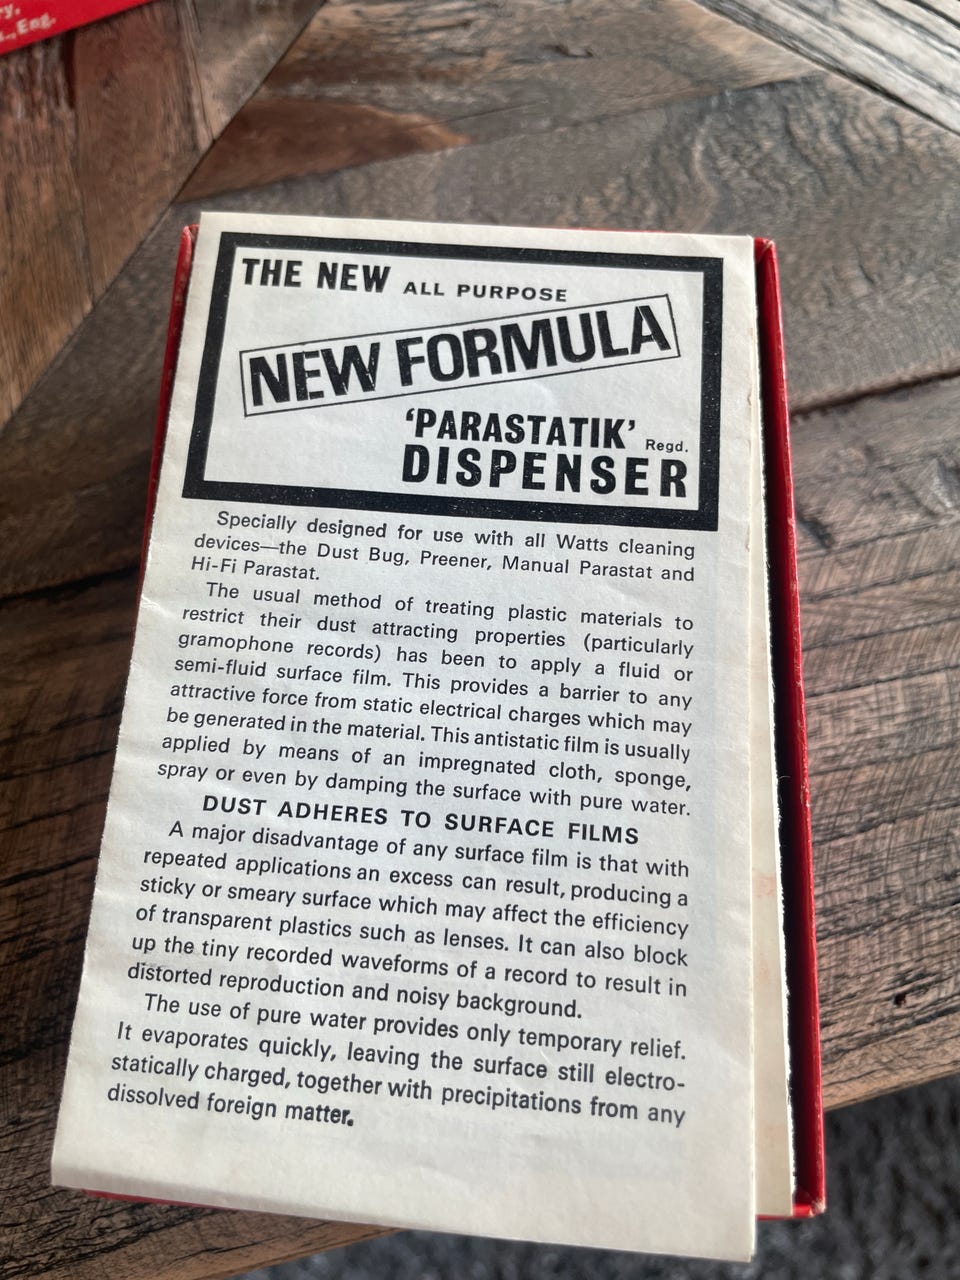 ry.
., Eng.
THE NEW ALL PURPOSE
NEW FORMULA
'PARASTATIK' Regd.
DISPENSER
Specially designed for use with all Watts cleaning
devices—the Dust Bug, Preener, Manual Parastat and
Hi-Fi Parastat.
The usual method of treating plastic materials to
restrict their dust attracting properties (particularly
gramophone records) has been to apply a fluid or
semi-fluid surface film. This provides a barrier to any
attractive force from static electrical charges which may
be generated in the material. This antistatic film is usually
applied by means of an impregnated cloth, sponge,
spray or even by damping the surface with pure water.
DUST ADHERES TO SURFACE FILMS
A major disadvantage of any surface film is that with
repeated applications an excess can result, producing a
sticky or smeary surface which may affect the efficiency
of transparent plastics such as lenses. It can also block
up the tiny recorded waveforms of a record to result in
distorted reproduction and noisy background.
The use of pure water provides only temporary relief.
It evaporates quickly, leaving the surface still electro-
statically charged, together with precipitations from any
dissolved foreign matter.